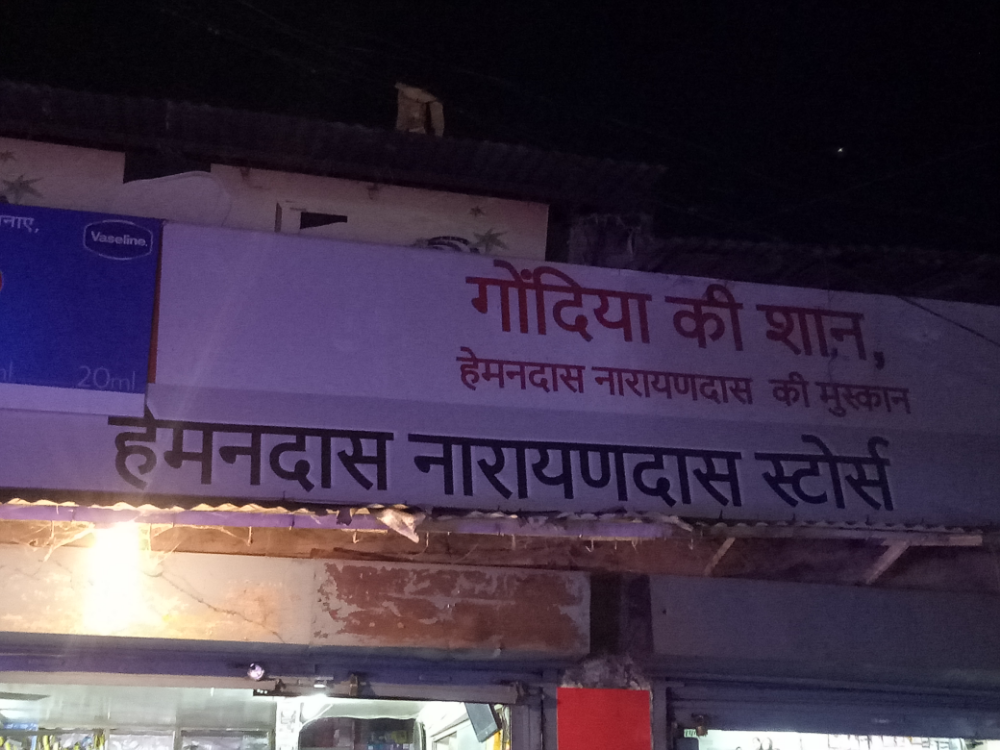 Vaseline.
20ml
गोंदिया की शान,
हेमनदास नारायणदास की मुस्कान
हेमनदास नारायणदास स्टोर्स